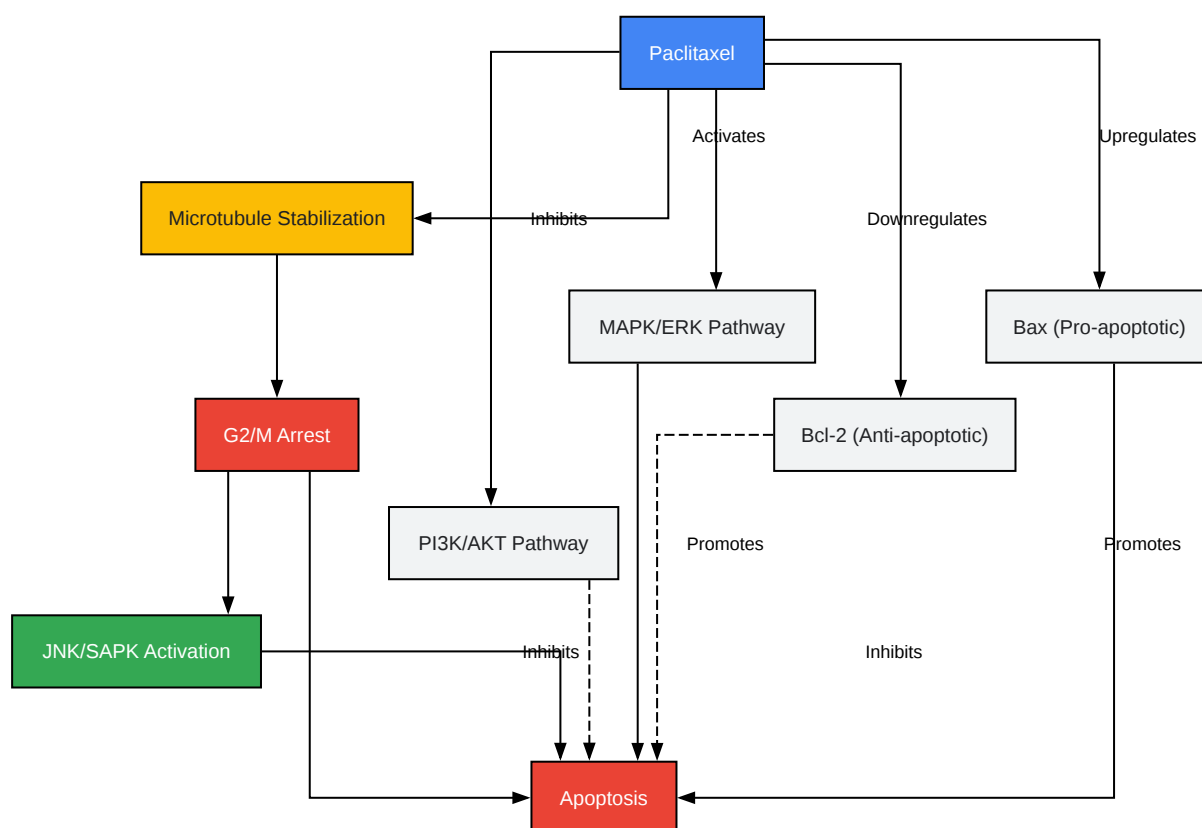 Paclitaxel
Activates
Upregulates
Microtubule Stabilization
Inhibits
Downregulates
MAPK/ERK Pathway
Bax (Pro-apoptotic)
G2/M Arrest
Bcl-2 (Anti-apoptotic)
PI3K/AKT Pathway
Promotes
Promotes
JNK/SAPK Activation
Inhibits
Inhibits
Apoptosis